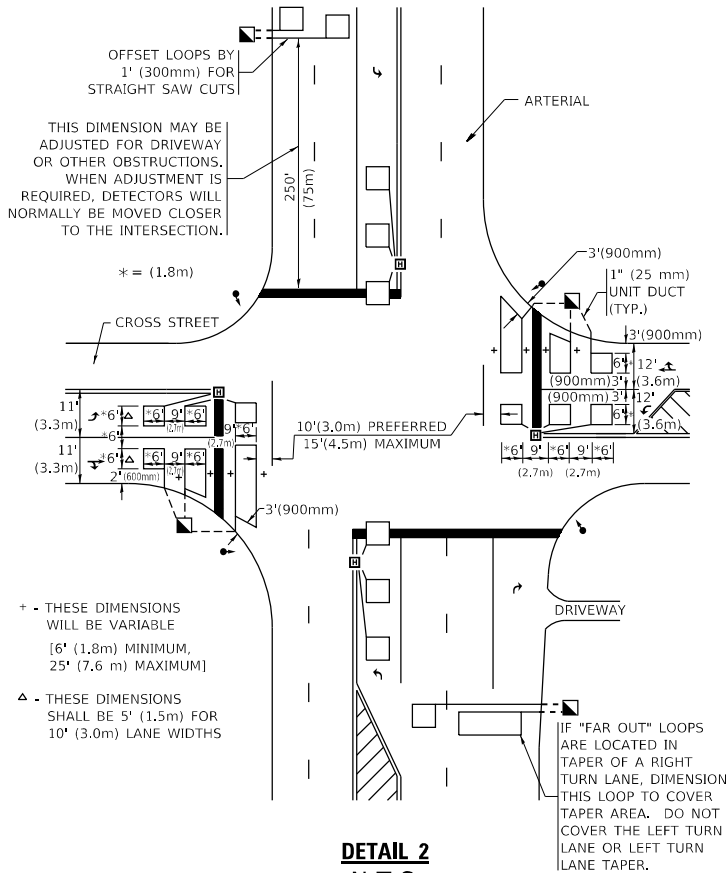 OFFSET LOOPS BY
1' (300mm) FOR
STRAIGHT SAW CUTS
ARTERIAL
THIS DIMENSION MAY BE
ADJUSTED FOR DRIVEWAY
OR OTHER OBSTRUCTIONS.
WHEN ADJUSTMENT IS
REQUIRED, DETECTORS WILL
NORMALLY BE MOVED CLOSER
TO THE INTERSECTION.
250'
(75m)
* = (1.8m)
H
3'(900mm)
1" (25 mm)
UNIT DUCT
(TYP.)
CROSS STREET
3'(900mm)
+ + + +
6' 12'
(900mm) 3' (3.6m)
(900mm) 3' 12'
6' (3.6m)
H
*6' 9' *6' 9' *6'
(2.7m) (2.7m)
H
11'
(3.3m)
*6' Δ *6' 9' *6'
(2.7m)
*6'
9' *6'
(2.7m)
11'
(3.3m)
*6' Δ *6' 9' *6'
(2.7m)
2' (600mm)
+ + +
10'(3.0m) PREFERRED
15'(4.5m) MAXIMUM
3'(900mm)
H
DRIVEWAY
+ - THESE DIMENSIONS
WILL BE VARIABLE
[6' (1.8m) MINIMUM,
25' (7.6 m) MAXIMUM]
Δ - THESE DIMENSIONS
SHALL BE 5' (1.5m) FOR
10' (3.0m) LANE WIDTHS
IF "FAR OUT" LOOPS
ARE LOCATED IN
TAPER OF A RIGHT
TURN LANE, DIMENSION
THIS LOOP TO COVER
TAPER AREA. DO NOT
COVER THE LEFT TURN
LANE OR LEFT TURN
LANE TAPER.
DETAIL 2